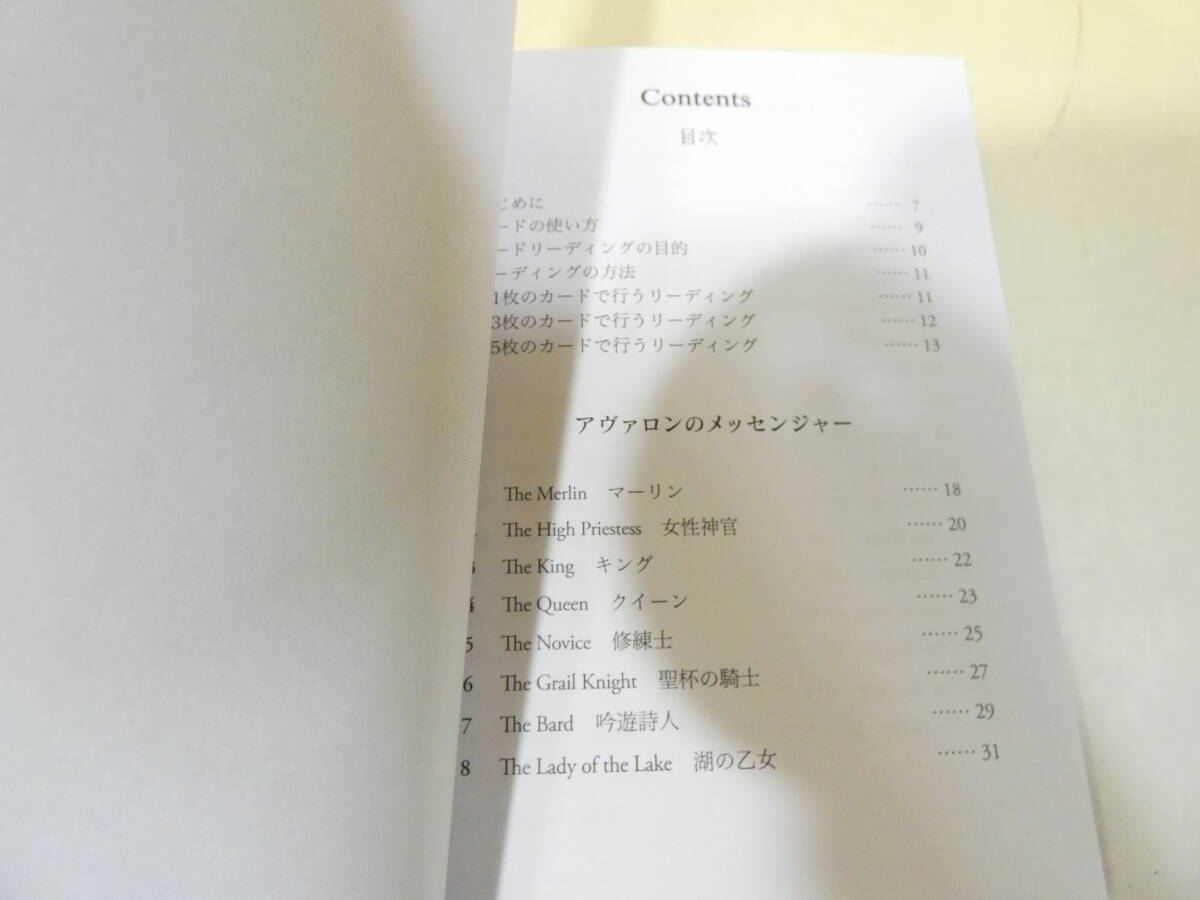 Contents
目次
じめに …… 7
ードの使い方 …… 9
ードリーディングの目的 …… 10
ーディングの方法 …… 11
1枚のカードで行うリーディング …… 11
3枚のカードで行うリーディング …… 12
5枚のカードで行うリーディング …… 13
アヴァロンのメッセンジャー
The Merlin マーリン …… 18
The High Priestess 女性神官 …… 20
3 The King キング …… 22
4 The Queen クイーン …… 23
5 The Novice 修練士 …… 25
6 The Grail Knight 聖杯の騎士 …… 27
7 The Bard 吟遊詩人 …… 29
8 The Lady of the Lake 湖の乙女 …… 31